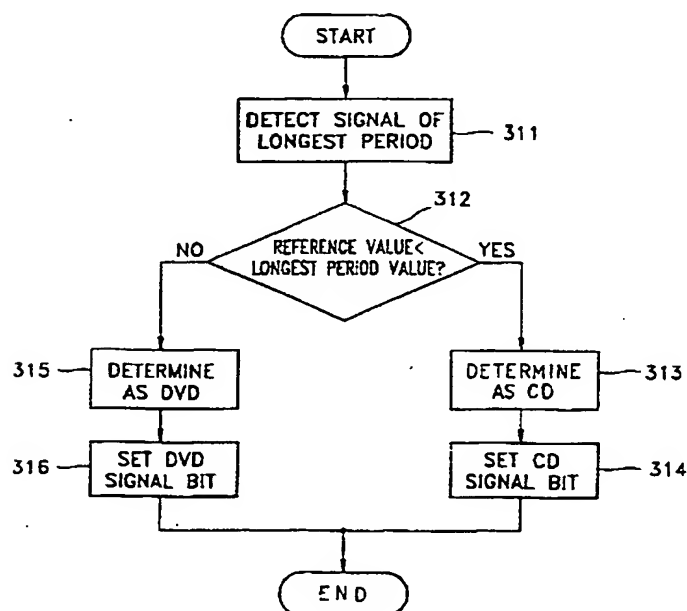 START
DETECT SIGNAL OF
LONGEST PERIOD
311
312
NO
REFERENCE VALUE<
LONGEST PERIOD VALUE?
YES
315
DETERMINE
AS DVD
DETERMINE
AS CD
313
316
SET DVD
SIGNAL BIT
SET CD
SIGNAL BIT
314
END